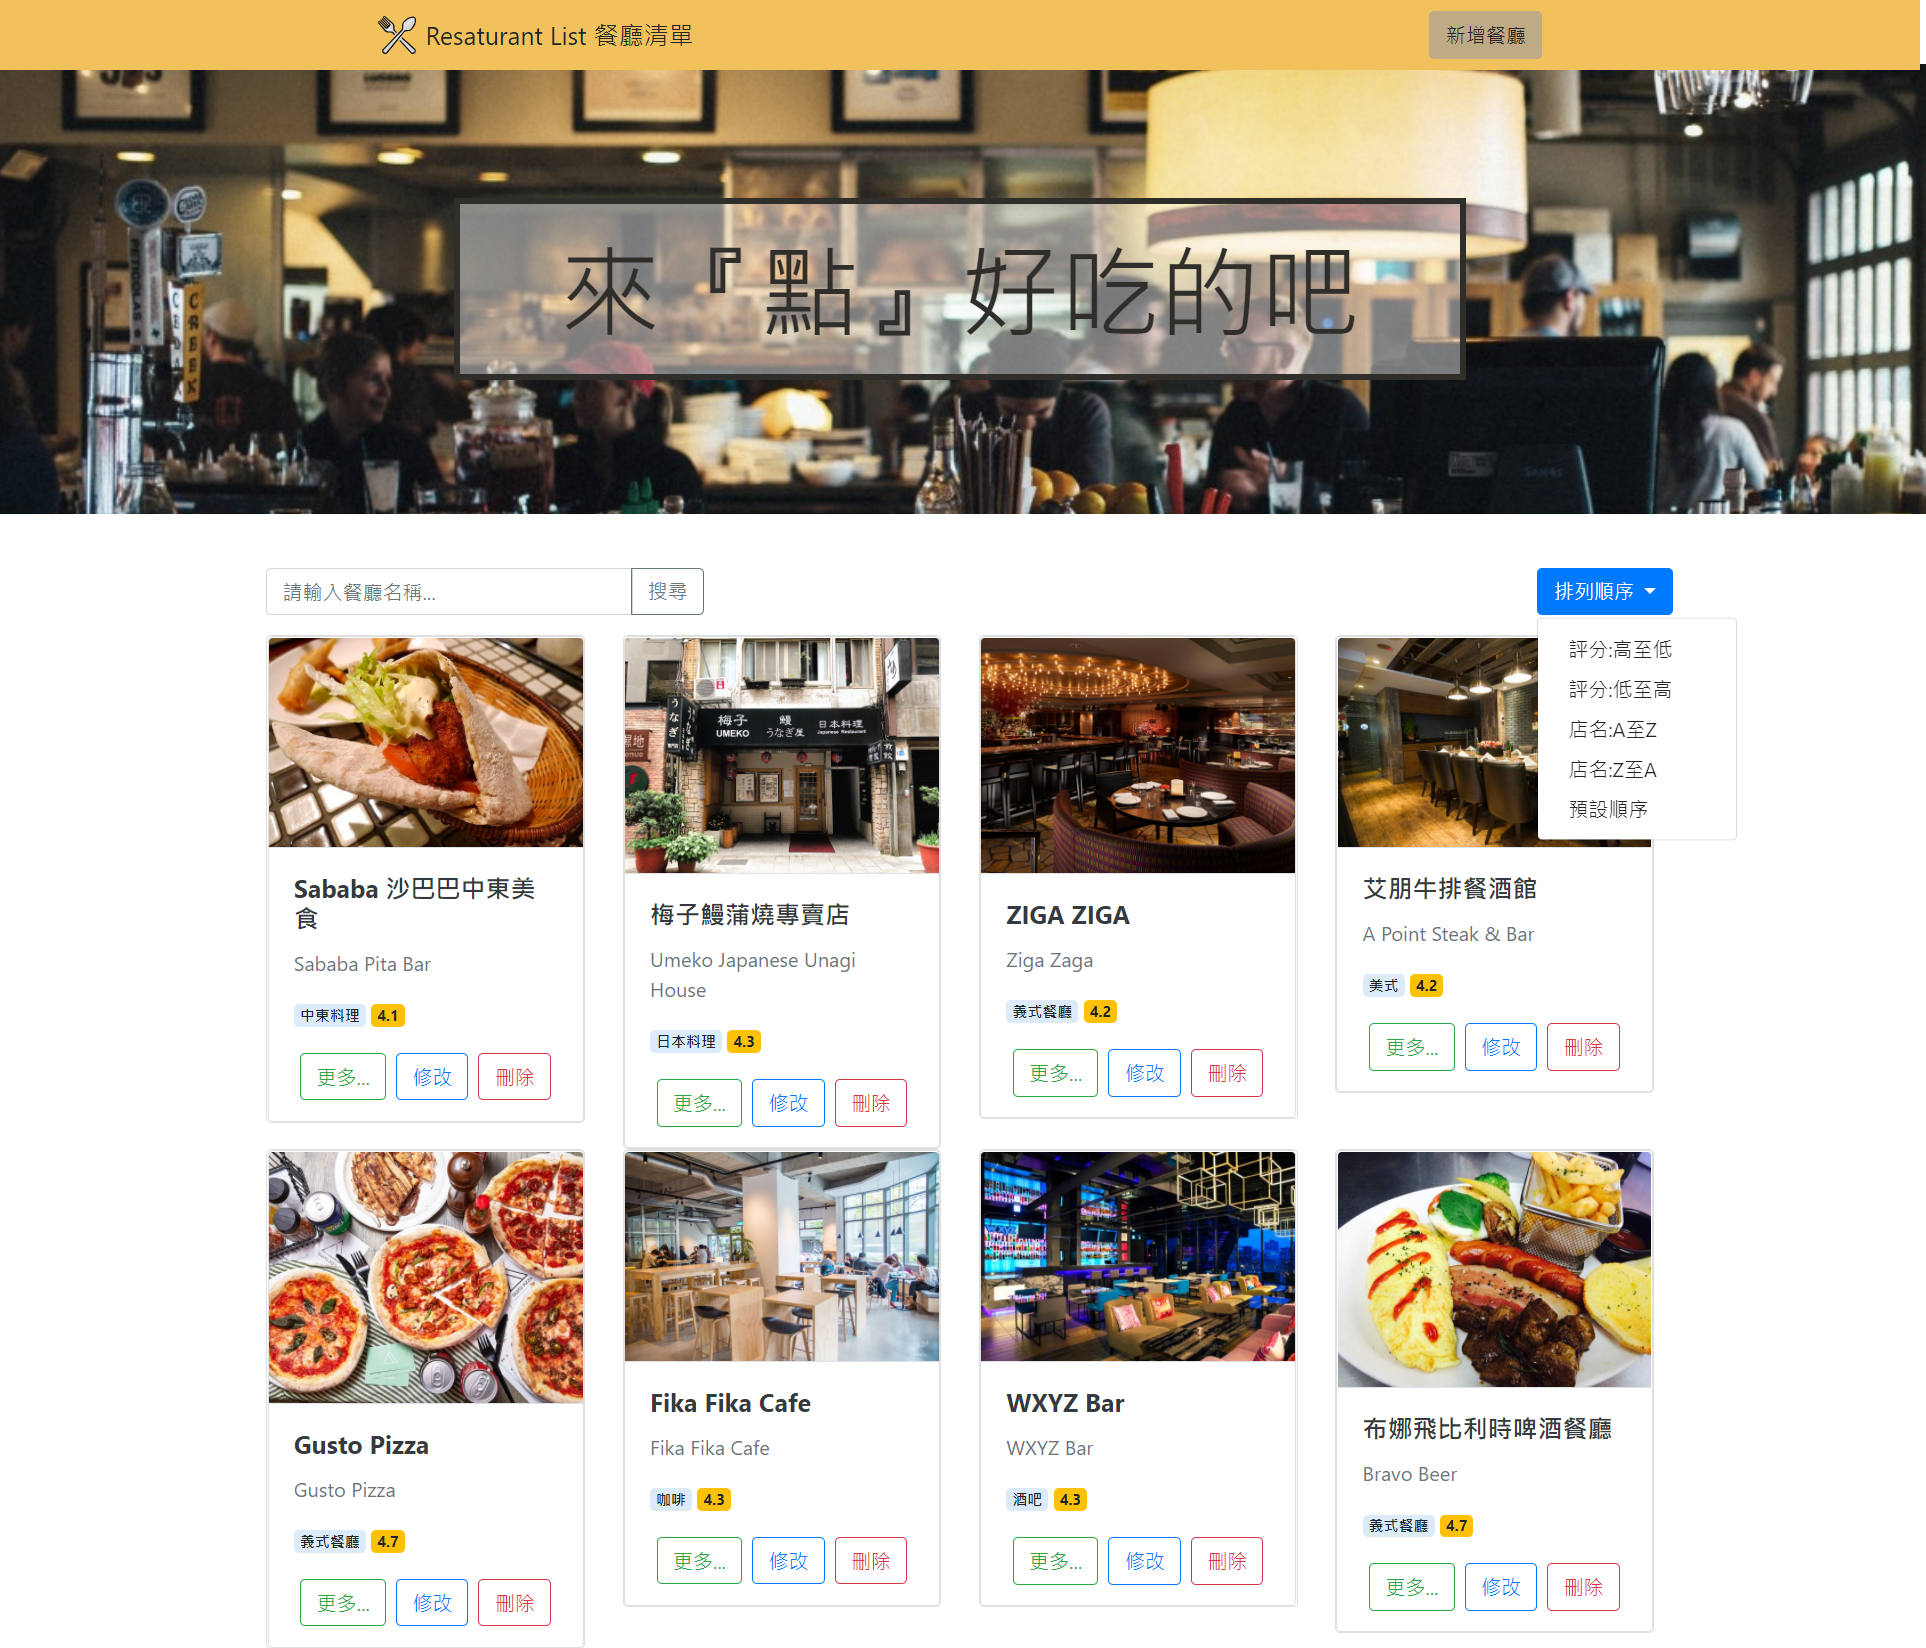 Resaturant List 餐廳清單
新增餐廳
來『點』好吃的吧
請輸入餐廳名稱...
搜尋
排列順序
評分:高至低
評分:低至高
店名:A至Z
店名:Z至A
預設順序
梅子 鰻 日本料理
UMEKO うなぎ屋 Japanese Restaurant
うなぎ
Sababa 沙巴巴中東美
食
Sababa Pita Bar
中東料理 4.1
更多... 修改 刪除
梅子鰻蒲燒專賣店
Umeko Japanese Unagi
House
日本料理 4.3
更多... 修改 刪除
ZIGA ZIGA
Ziga Zaga
義式餐廳 4.2
更多... 修改 刪除
艾朋牛排餐酒館
A Point Steak & Bar
美式 4.2
更多... 修改 刪除
Gusto Pizza
Gusto Pizza
義式餐廳 4.7
更多... 修改 刪除
Fika Fika Cafe
Fika Fika Cafe
咖啡 4.3
更多... 修改 刪除
WXYZ Bar
WXYZ Bar
酒吧 4.3
更多... 修改 刪除
布娜飛比利時啤酒餐廳
Bravo Beer
義式餐廳 4.7
更多... 修改 刪除